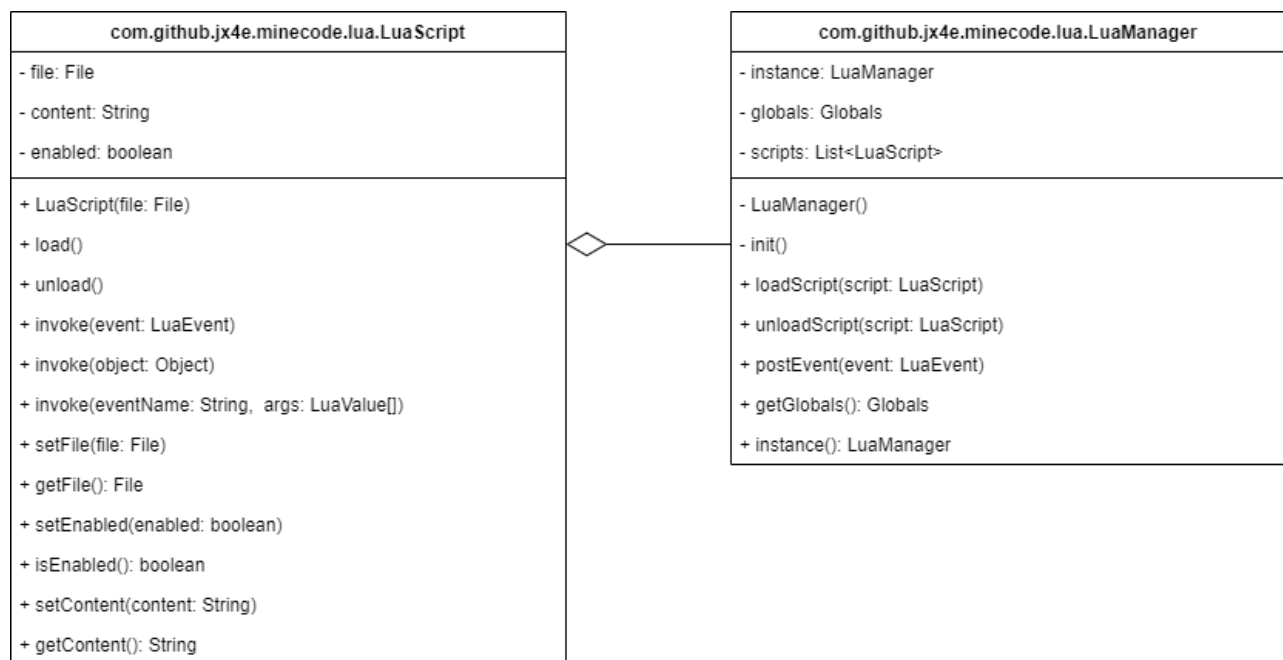 com.github.jx4e.minecode.lua.LuaScript
- file: File
- content: String
- enabled: boolean
+ LuaScript(file: File)
+ load()
+ unload()
+ invoke(event: LuaEvent)
+ invoke(object: Object)
+ invoke(eventName: String,  args: LuaValue[])
+ setFile(file: File)
+ getFile(): File
+ setEnabled(enabled: boolean)
+ isEnabled(): boolean
+ setContent(content: String)
+ getContent(): String
com.github.jx4e.minecode.lua.LuaManager
- instance: LuaManager
- globals: Globals
- scripts: List<LuaScript>
- LuaManager()
- init()
+ loadScript(script: LuaScript)
+ unloadScript(script: LuaScript)
+ postEvent(event: LuaEvent)
+ getGlobals(): Globals
+ instance(): LuaManager